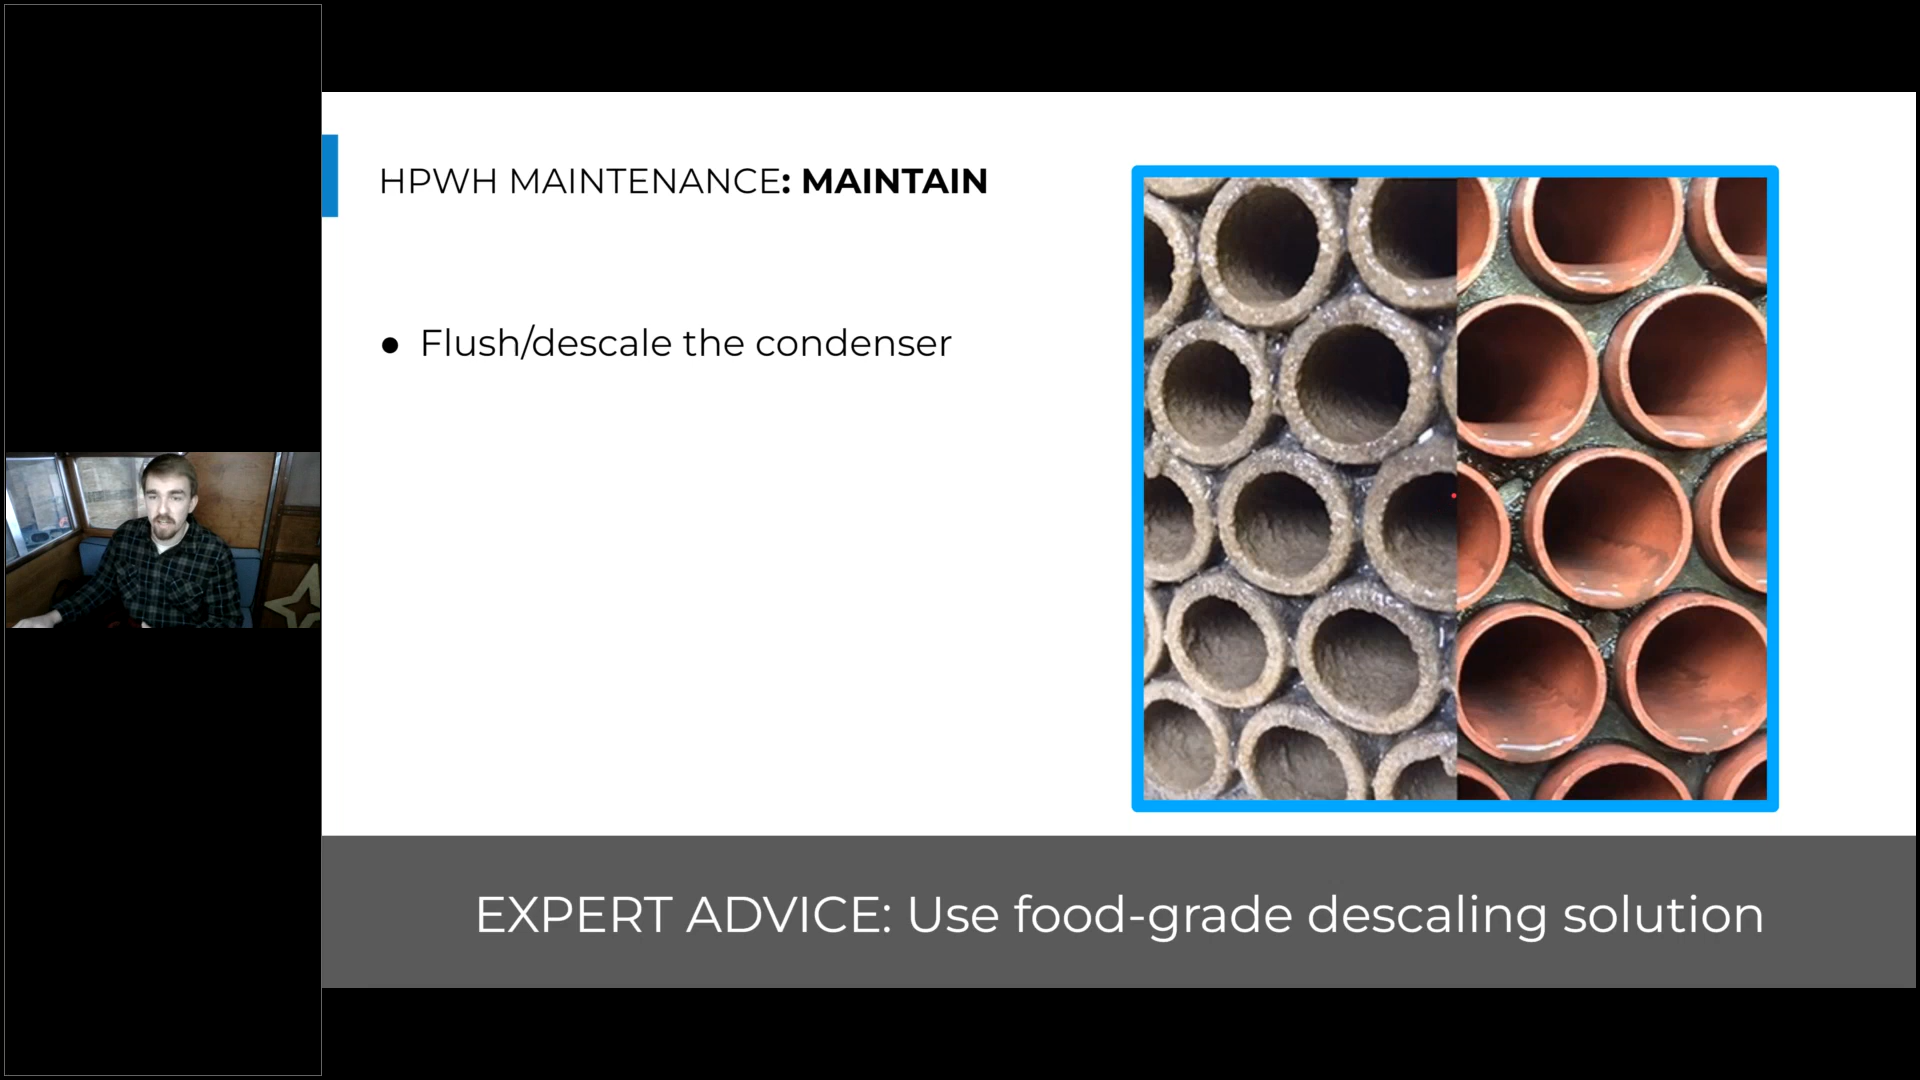 HPWH MAINTENANCE: MAINTAIN
● Flush/descale the condenser
EXPERT ADVICE: Use food-grade descaling solution